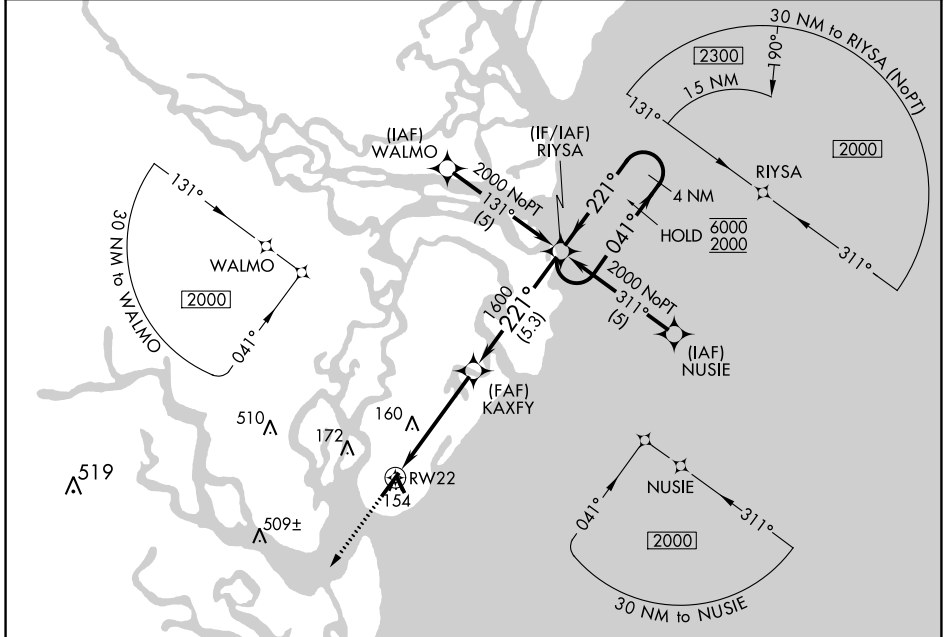 30 NM to RIYSA (NoPT)
2300
190°
15 NM
131°
2000
RIYSA
311°
(IAF)
WALMO
(IF/IAF)
RIYSA
2000 NoPT
131°
(5)
221°
041°
4 NM
HOLD
6000
2000
2000 NoPT
311°
(5)
(IAF)
NUSIE
1600
221°
(5.3)
(FAF)
KAXFY
131°
WALMO
30 NM to WALMO
2000
041°
510
172
160
519
509±
RW22
154
NUSIE
041°
311°
2000
30 NM to NUSIE